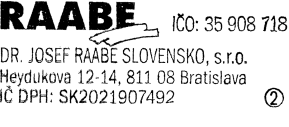 RAABE IČO: 35 908 718
DR. JOSEF RAABE SLOVENSKO, s.r.o.
Heydukova 12-14, 811 08 Bratislava
IČ DPH: SK2021907492 ②